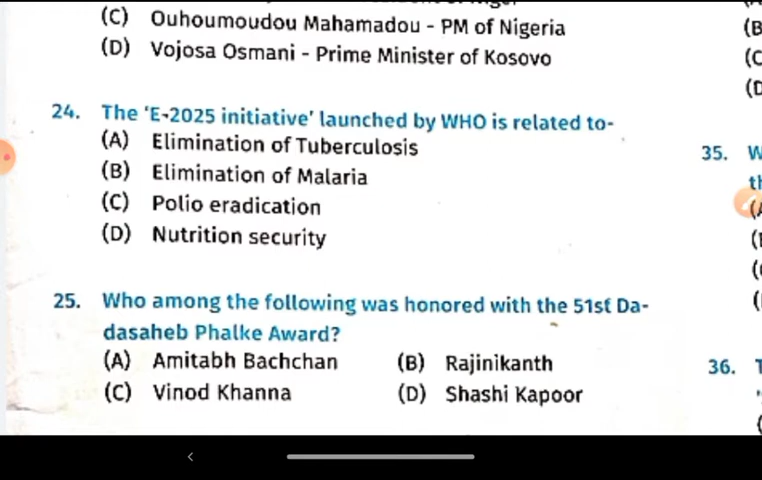 (C) Ouhoumoudou Mahamadou - PM of Nigeria
(D) Vojosa Osmani - Prime Minister of Kosovo
24. The ‘E-2025 initiative’ launched by WHO is related to-
(A) Elimination of Tuberculosis
(B) Elimination of Malaria
(C) Polio eradication
(D) Nutrition security
25. Who among the following was honored with the 51st Da-
dasaheb Phalke Award?
(A) Amitabh Bachchan (B) Rajinikanth
(C) Vinod Khanna (D) Shashi Kapoor
35.
36.